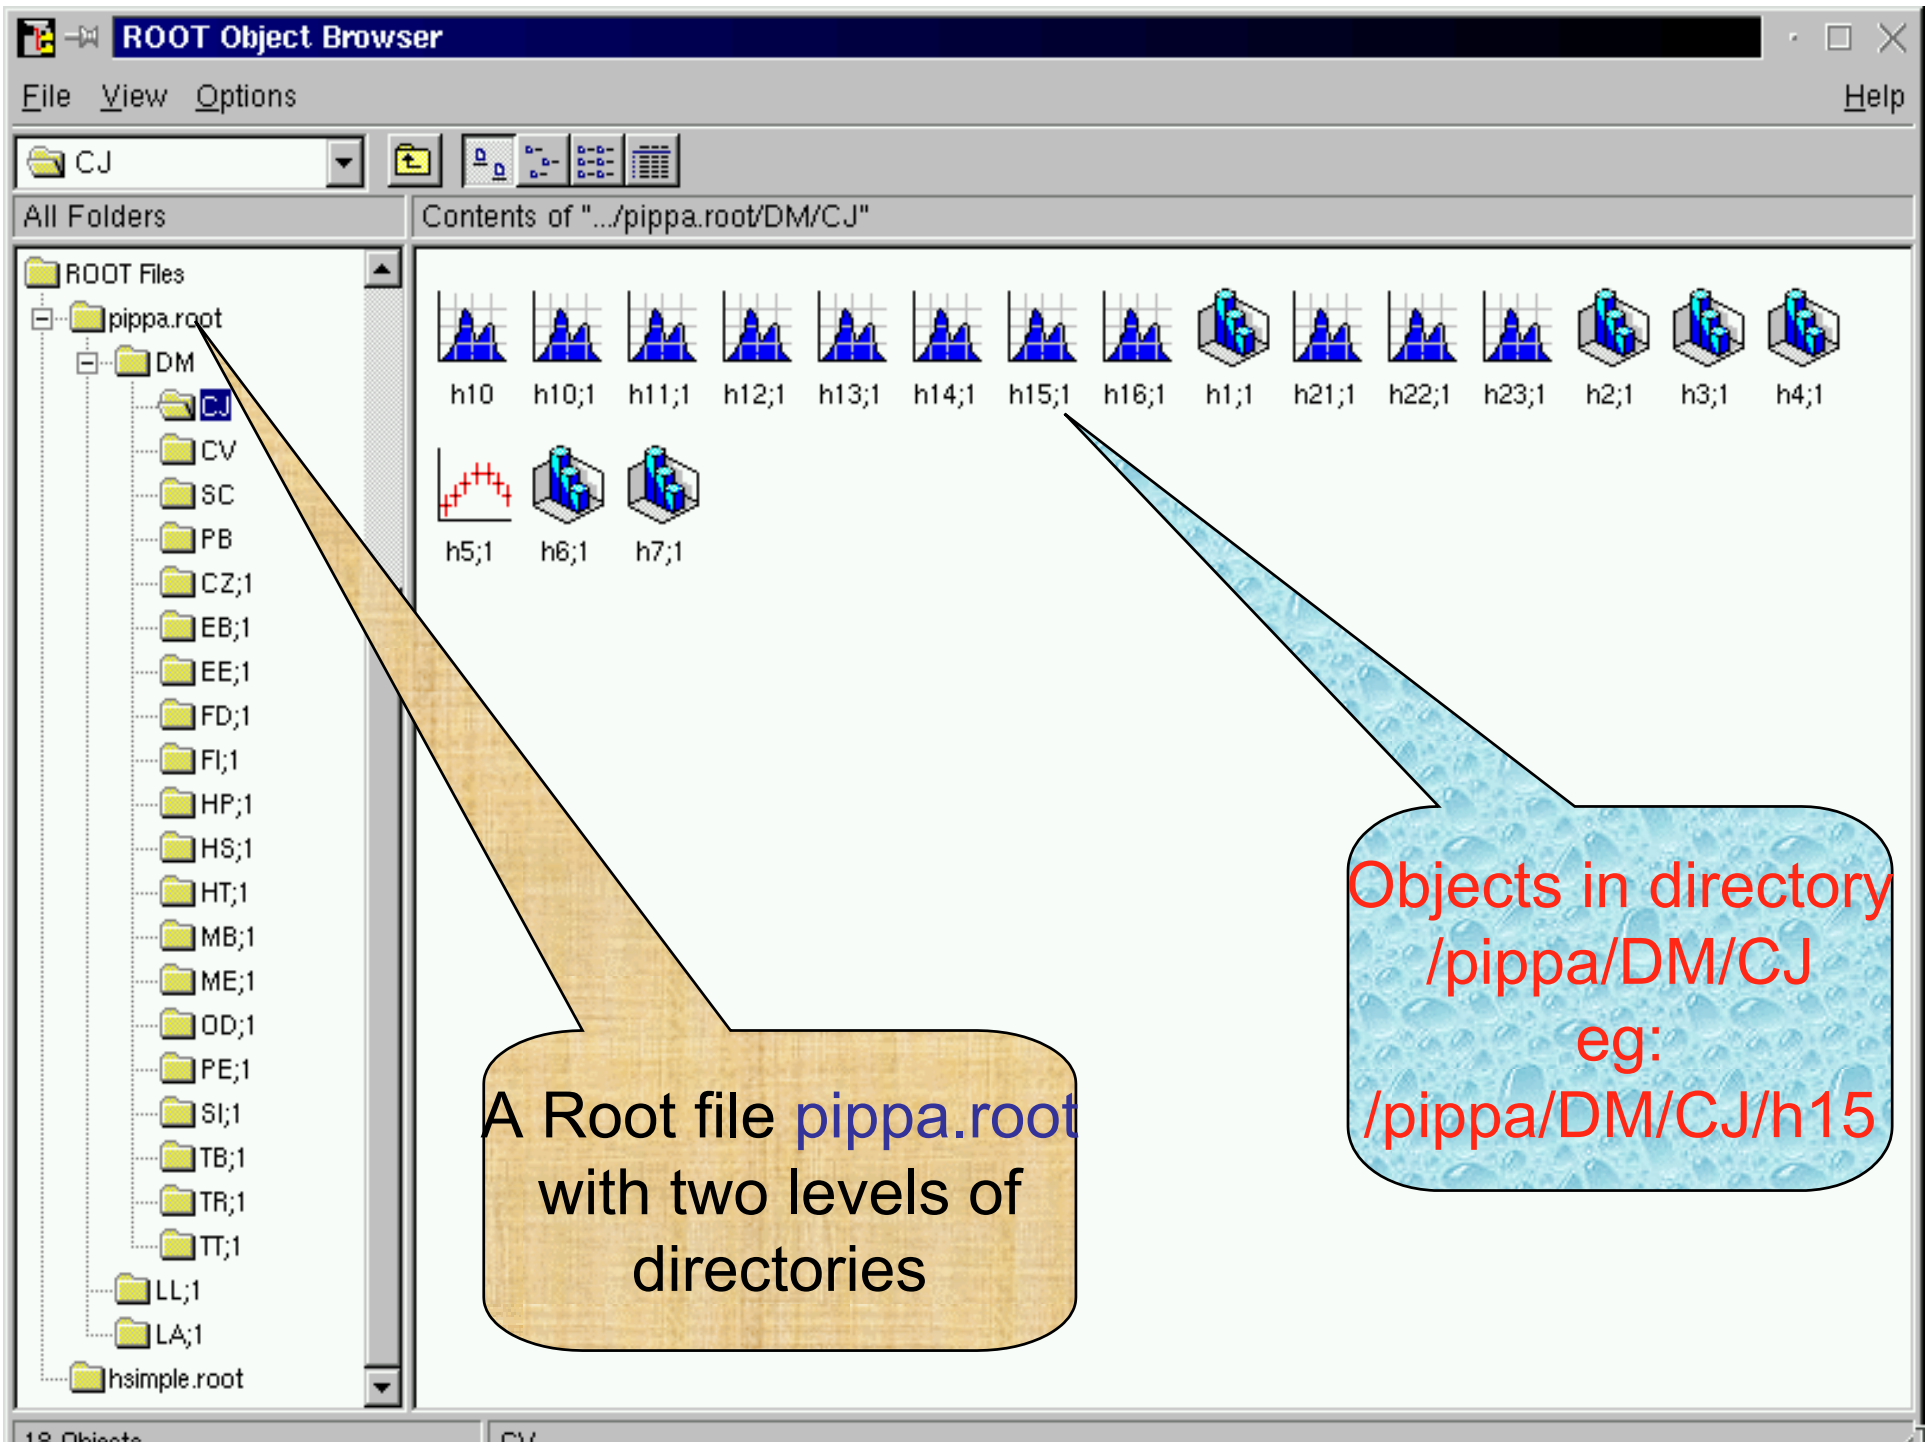 ROOT Object Browser
File View Options Help
CJ
All Folders
Contents of ".../pippa.root/DM/CJ"
ROOT Files
pippa.root
DM
CJ
CV
SC
PB
CZ;1
EB;1
EE;1
FD;1
FI;1
HP;1
HS;1
HT;1
MB;1
ME;1
OD;1
PE;1
SI;1
TB;1
TR;1
TT;1
LL;1
LA;1
hsimple.root
h10 h10;1 h11;1 h12;1 h13;1 h14;1 h15;1 h16;1 h1;1 h21;1 h22;1 h23;1 h2;1 h3;1 h4;1
h5;1 h6;1 h7;1
A Root file pippa.root
with two levels of
directories
Objects in directory
/pippa/DM/CJ
eg:
/pippa/DM/CJ/h15
18 Objects
CV